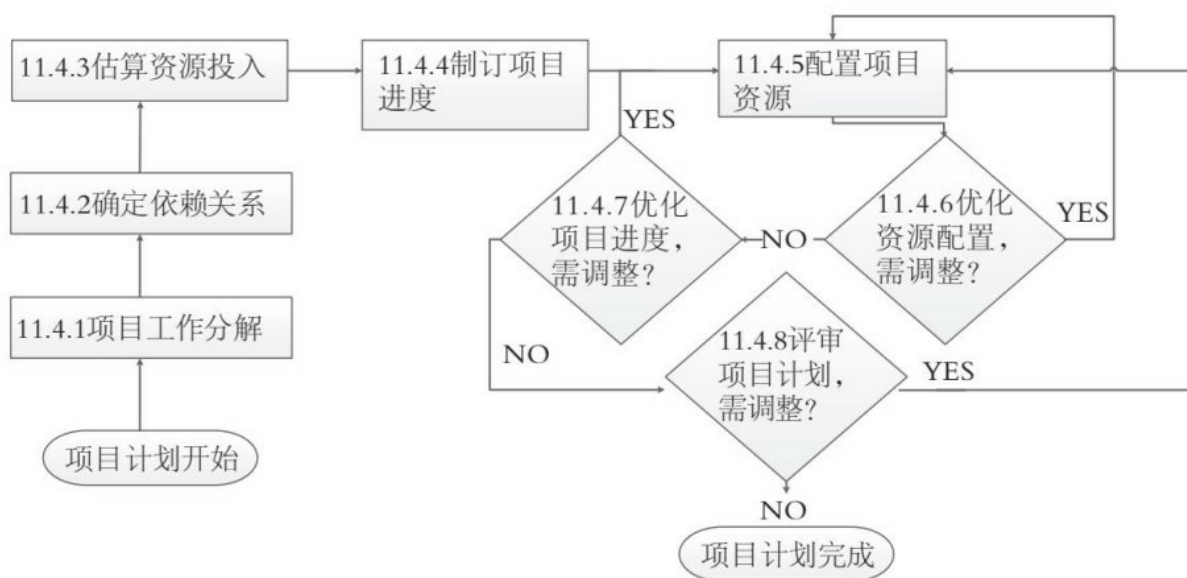 11.4.3估算资源投入
11.4.4制订项目
进度
11.4.5配置项目
资源
YES
11.4.2确定依赖关系
11.4.7优化
项目进度，
需调整？
NO
11.4.6优化
资源配置，
需调整？
YES
11.4.1项目工作分解
NO
11.4.8评审
项目计划，
需调整？
YES
项目计划开始
NO
项目计划完成